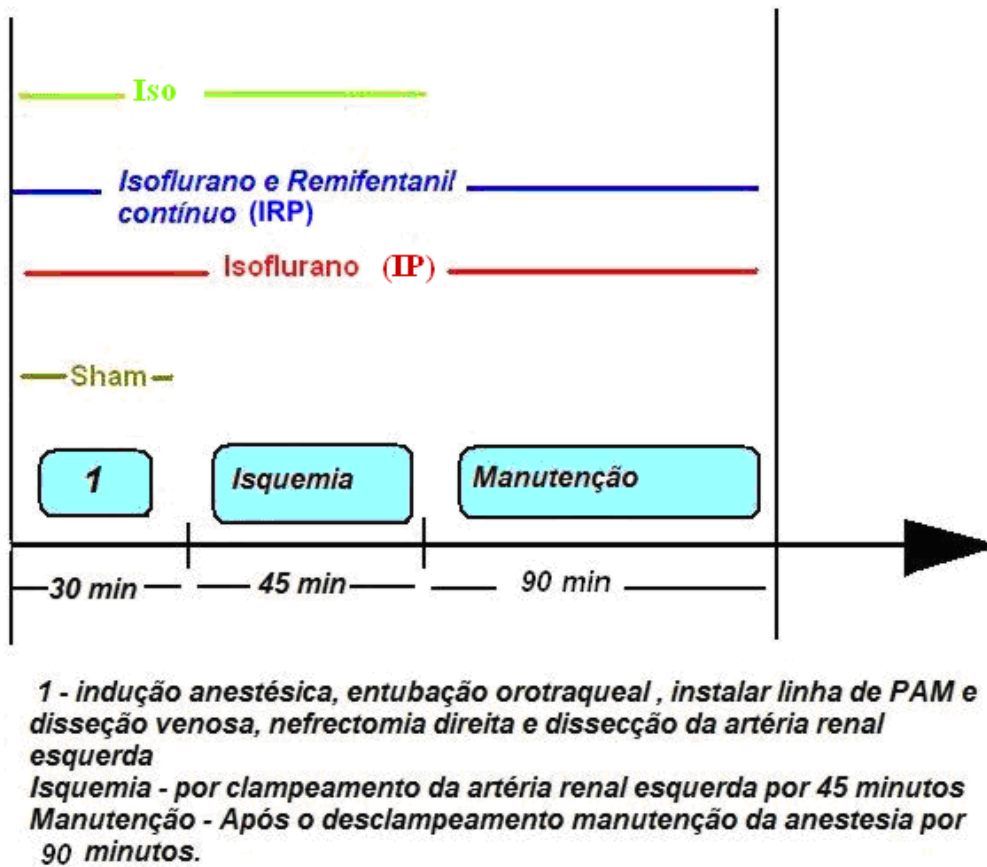 Iso
Isoflurano e Remifentanil
contínuo (IRP)
Isoflurano (IP)
Sham
1 Isquemia Manutenção
30 min 45 min 90 min
1 - indução anestésica, entubação orotraqueal , instalar linha de PAM e
disseção venosa, nefrectomia direita e dissecção da artéria renal
esquerda
Isquemia - por clampeamento da artéria renal esquerda por 45 minutos
Manutenção - Após o desclampeamento manutenção da anestesia por
90 minutos.